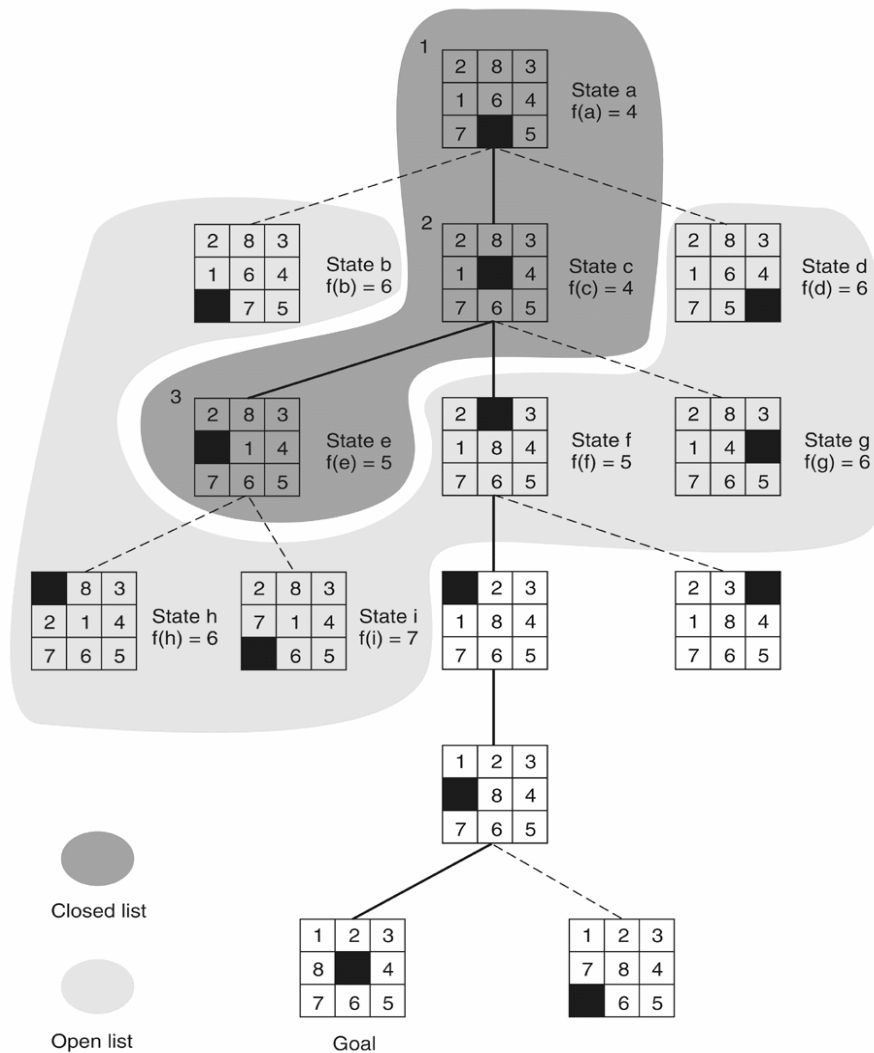 1
2 8 3
1 6 4
7 5
State a
f(a) = 4
2 8 3
1 6 4
7 5
State b
f(b) = 6
2
2 8 3
1 4
7 6 5
State c
f(c) = 4
2 8 3
1 6 4
7 5
State d
f(d) = 6
3
2 8 3
1 4
7 6 5
State e
f(e) = 5
2 3
1 8 4
7 6 5
State f
f(f) = 5
2 8 3
1 4
7 6 5
State g
f(g) = 6
8 3
2 1 4
7 6 5
State h
f(h) = 6
2 8 3
7 1 4
6 5
State i
f(i) = 7
2 3
1 8 4
7 6 5
2 3
1 8 4
7 6 5
1 2 3
8 4
7 6 5
Closed list
1 2 3
8 4
7 6 5
Goal
1 2 3
7 8 4
6 5
Open list